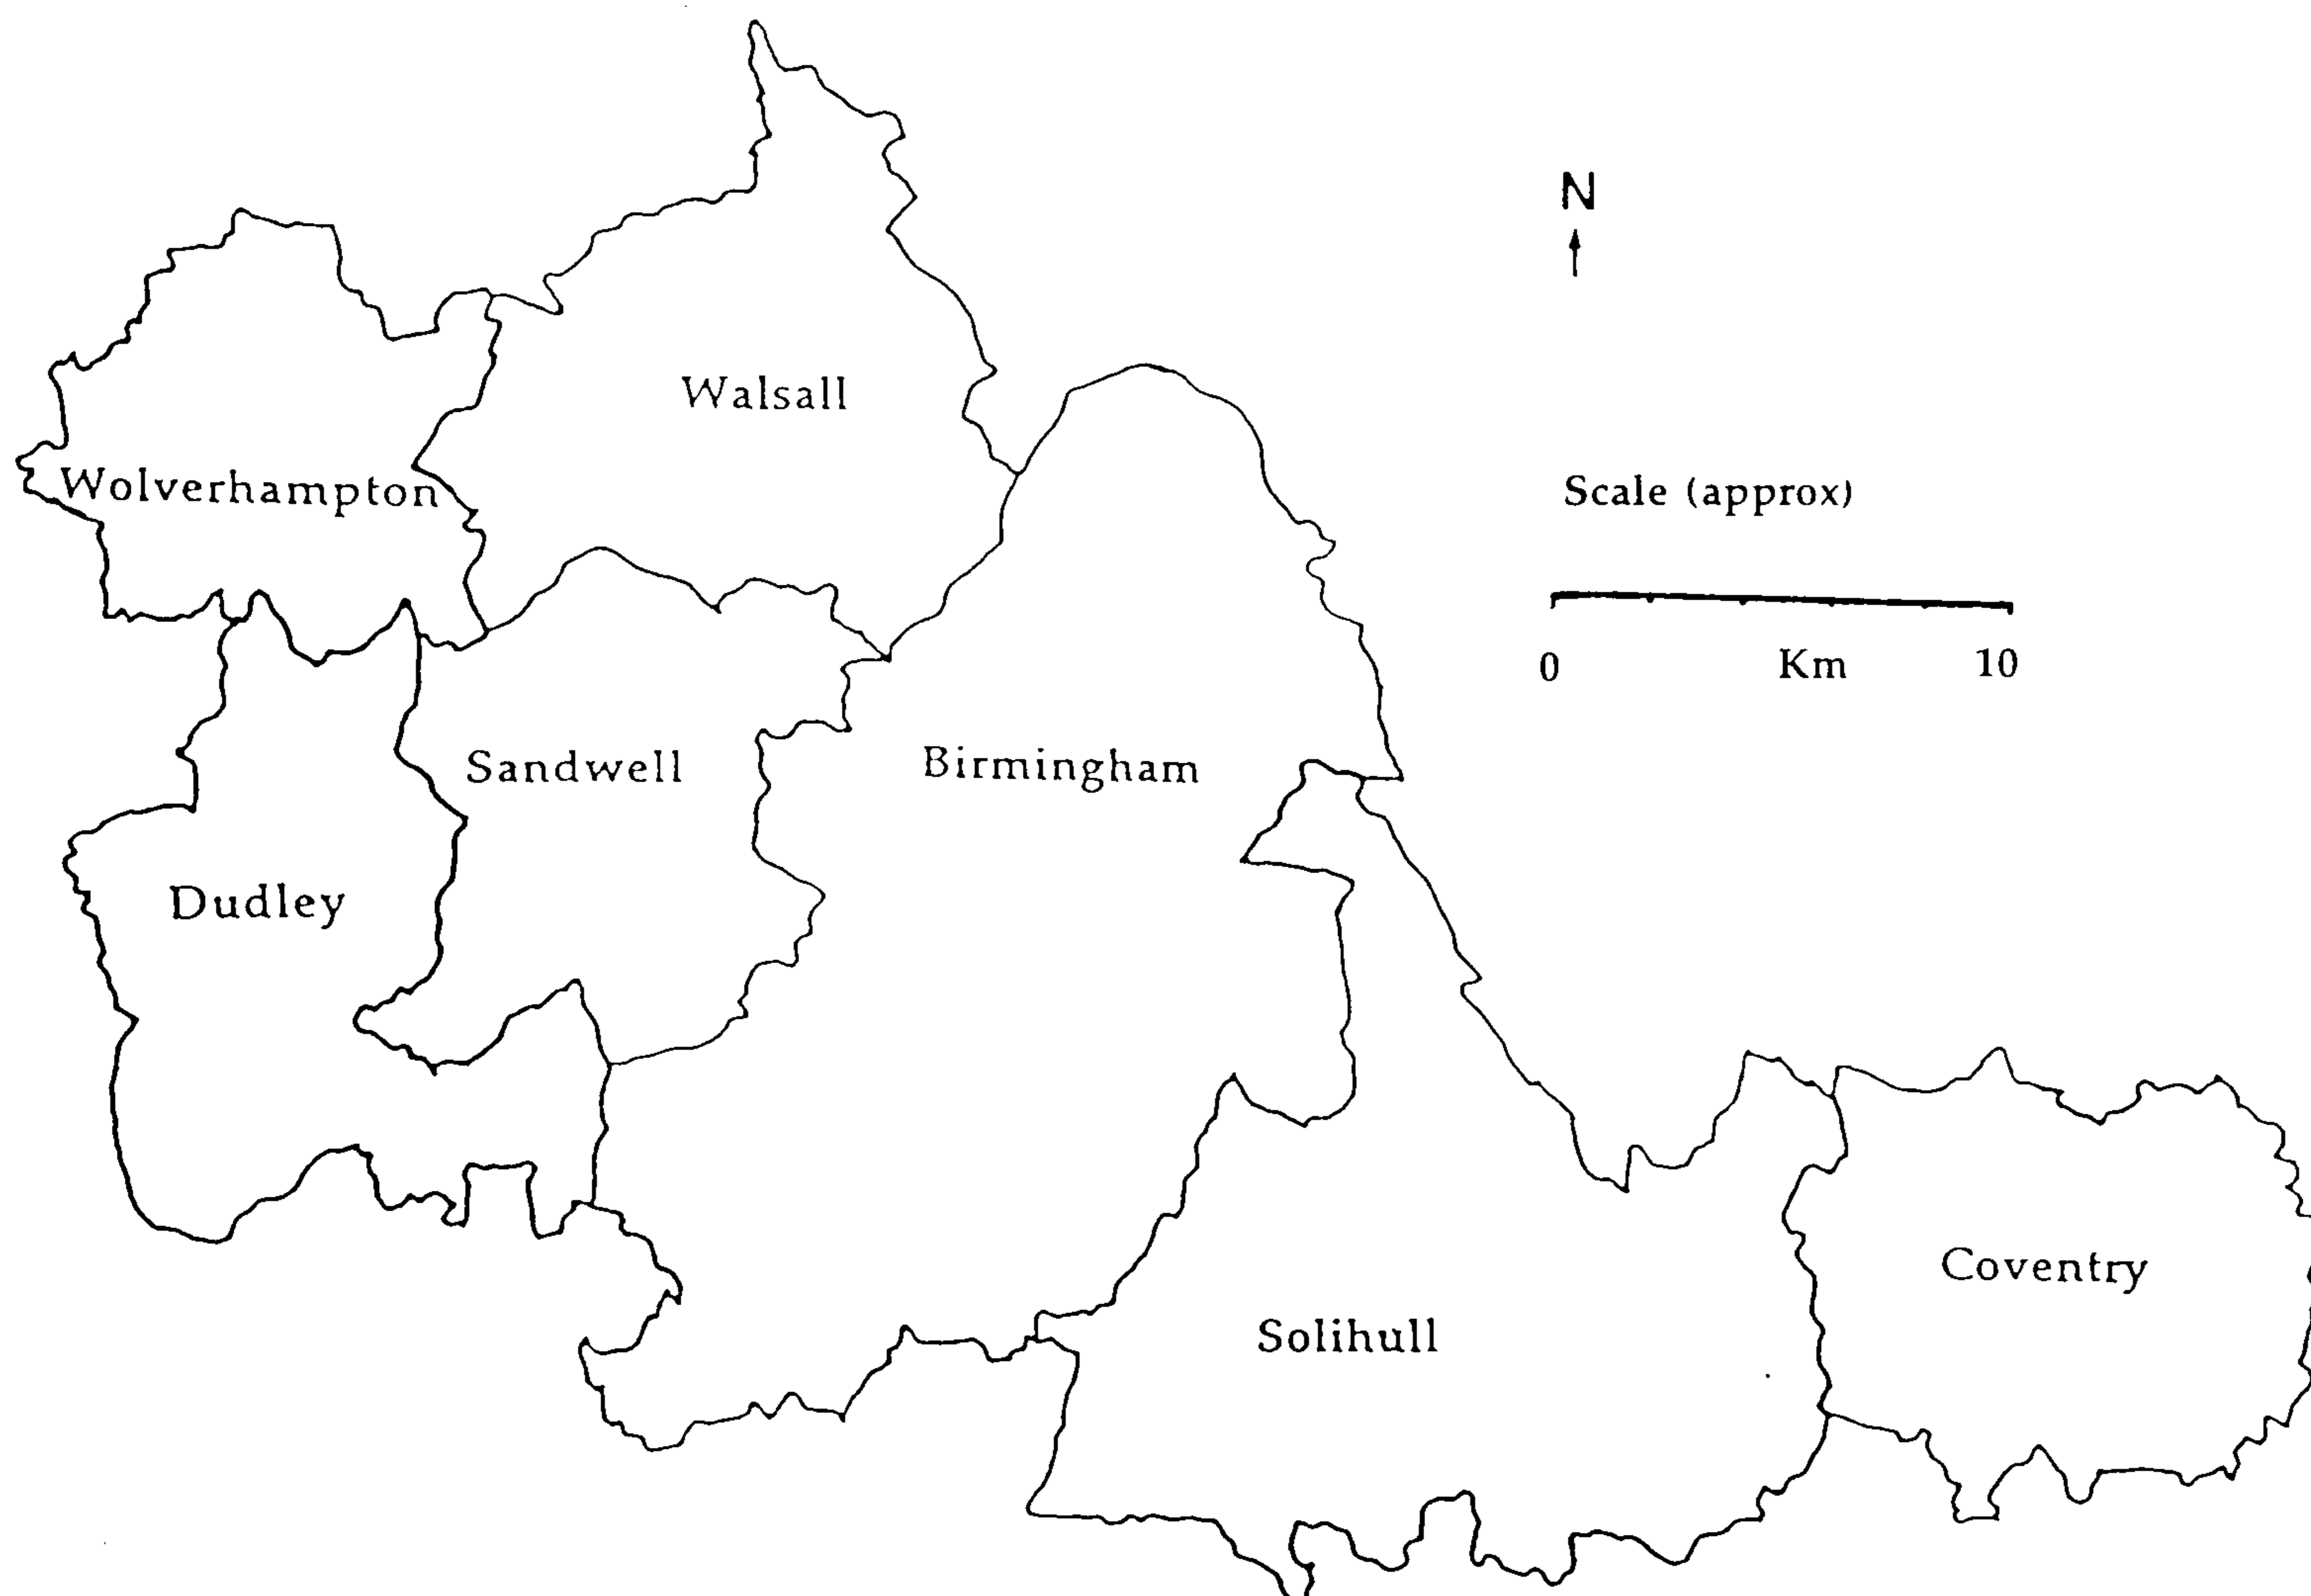 N
Walsall
Wolverhampton
Scale (approx)
0 Km 10
Sandwell
Birmingham
Dudley
Coventry
Solihull